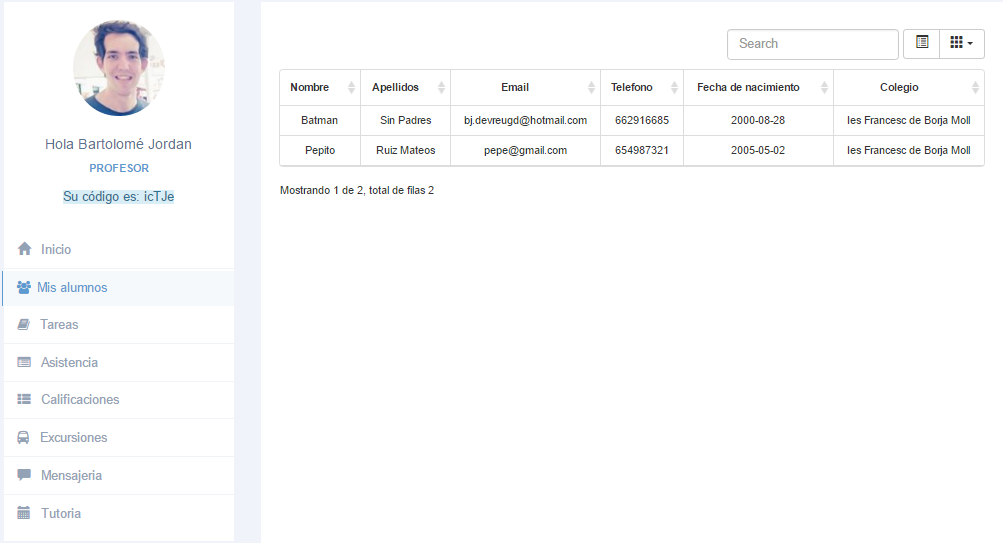 Hola Bartolomé Jordan
PROFESOR
Su código es: icTJe
Inicio
Mis alumnos
Tareas
Asistencia
Calificaciones
Excursiones
Mensajeria
Tutoria
Search
Nombre Apellidos Email Telefono Fecha de nacimiento Colegio
Batman Sin Padres bj.devreugd@hotmail.com 662916685 2000-08-28 Ies Francesc de Borja Moll
Pepito Ruiz Mateos pepe@gmail.com 654987321 2005-05-02 Ies Francesc de Borja Moll
Mostrando 1 de 2, total de filas 2